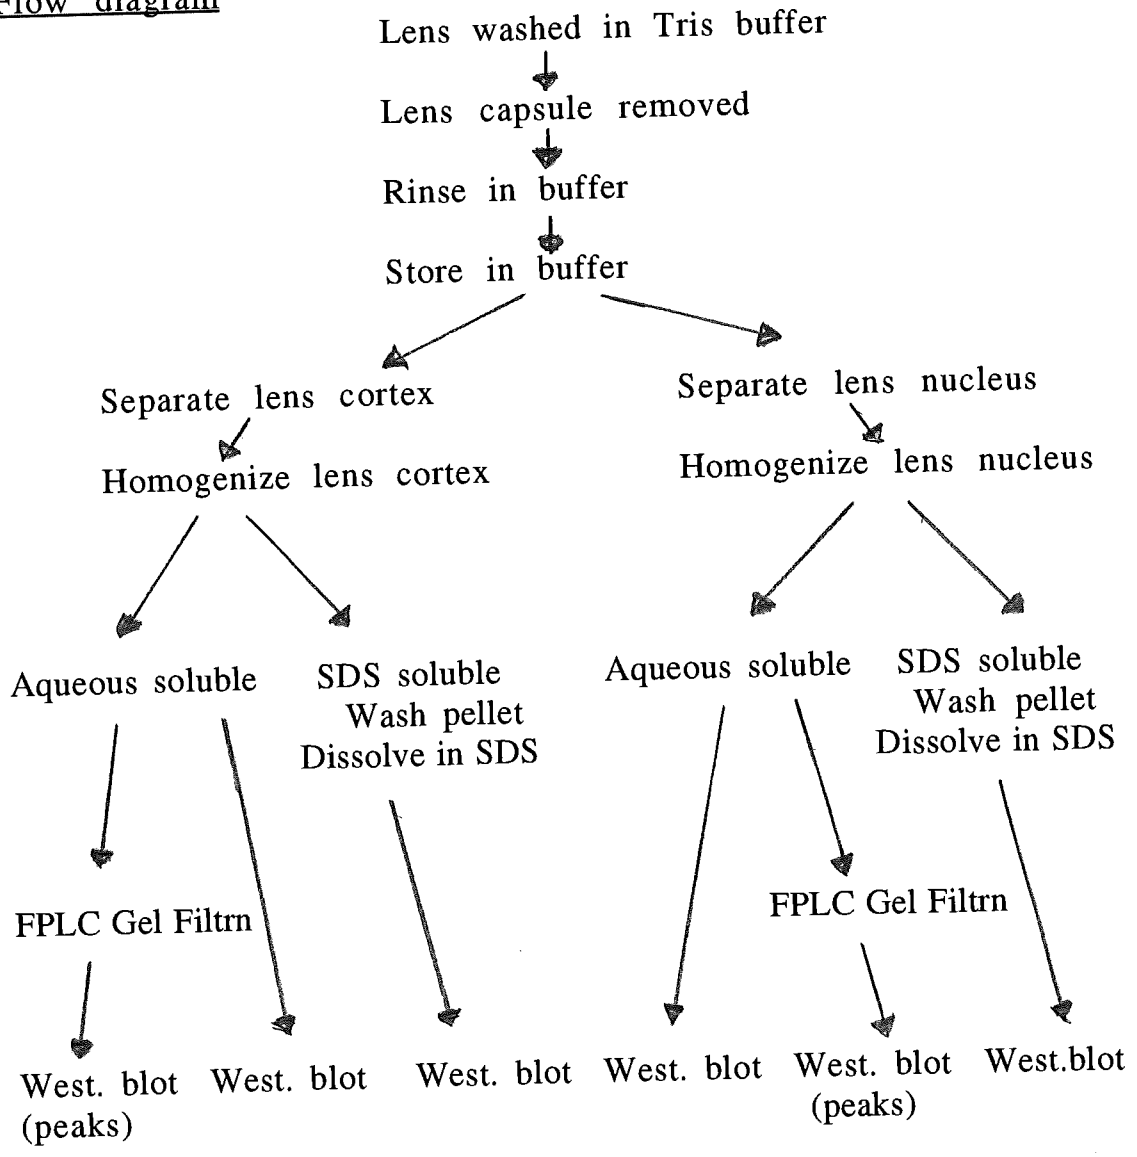 Flow diagram
Lens washed in Tris buffer
Lens capsule removed
Rinse in buffer
Store in buffer
Separate lens cortex
Separate lens nucleus
Homogenize lens cortex
Homogenize lens nucleus
Aqueous soluble
SDS soluble
Wash pellet
Dissolve in SDS
Aqueous soluble
SDS soluble
Wash pellet
Dissolve in SDS
FPLC Gel Filtrn
FPLC Gel Filtrn
West. blot
(peaks)
West. blot
West. blot
West. blot
West. blot
(peaks)
West.blot